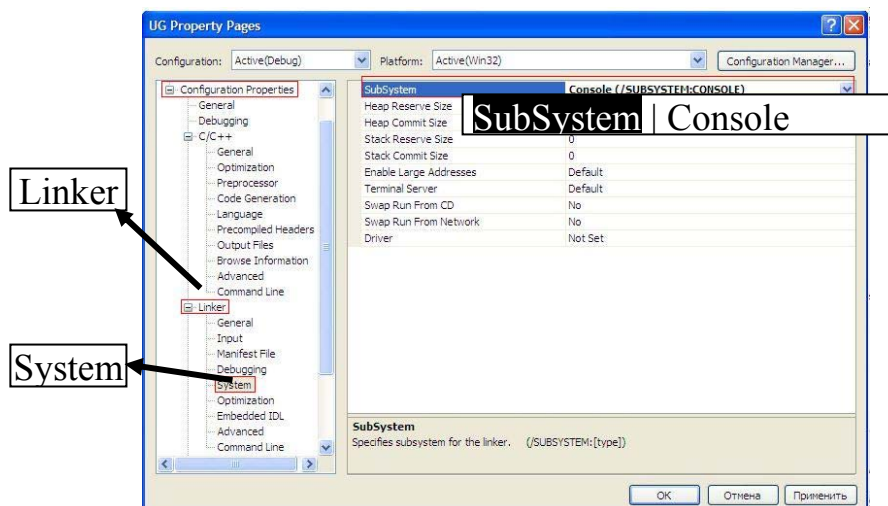 UG Property Pages
Configuration: Active(Debug) Platform: Active(Win32) Configuration Manager...
Configuration Properties
General
Debugging
C/C++
General
Optimization
Preprocessor
Code Generation
Language
Precompiled Headers
Output Files
Browse Information
Advanced
Command Line
Linker
General
Input
Manifest File
Debugging
System
Optimization
Embedded IDL
Advanced
Command Line
Linker
System
SubSystem Console (/SUBSYSTEM:CONSOLE)
Heap Reserve Size
Heap Commit Size
SubSystem | Console
Stack Reserve Size 0
Stack Commit Size 0
Enable Large Addresses Default
Terminal Server Default
Swap Run From CD No
Swap Run From Network No
Driver Not Set
SubSystem
Specifies subsystem for the linker. (/SUBSYSTEM:[type])
OK Отмена Применить